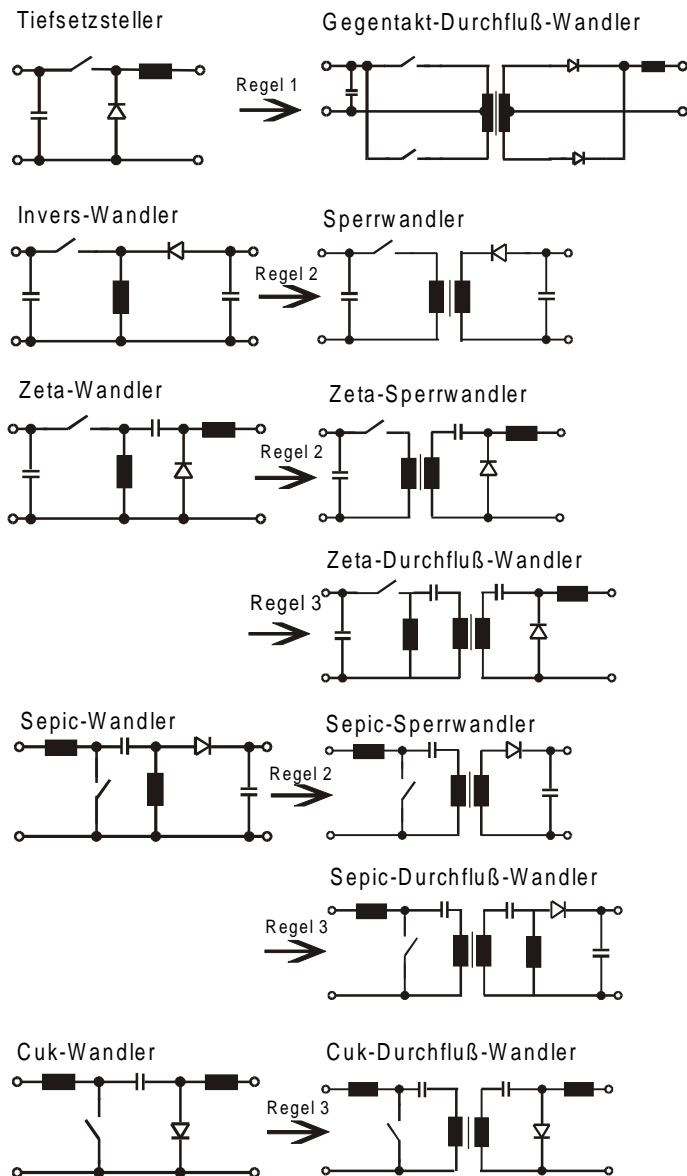 Tiefsetzsteller
Gegentakt-Durchfluß-Wandler
Regel 1
Invers-Wandler
Sperrwandler
Regel 2
Zeta-Wandler
Zeta-Sperrwandler
Regel 2
Zeta-Durchfluß-Wandler
Regel 3
Sepic-Wandler
Sepic-Sperrwandler
Regel 2
Sepic-Durchfluß-Wandler
Regel 3
Cuk-Wandler
Cuk-Durchfluß-Wandler
Regel 3